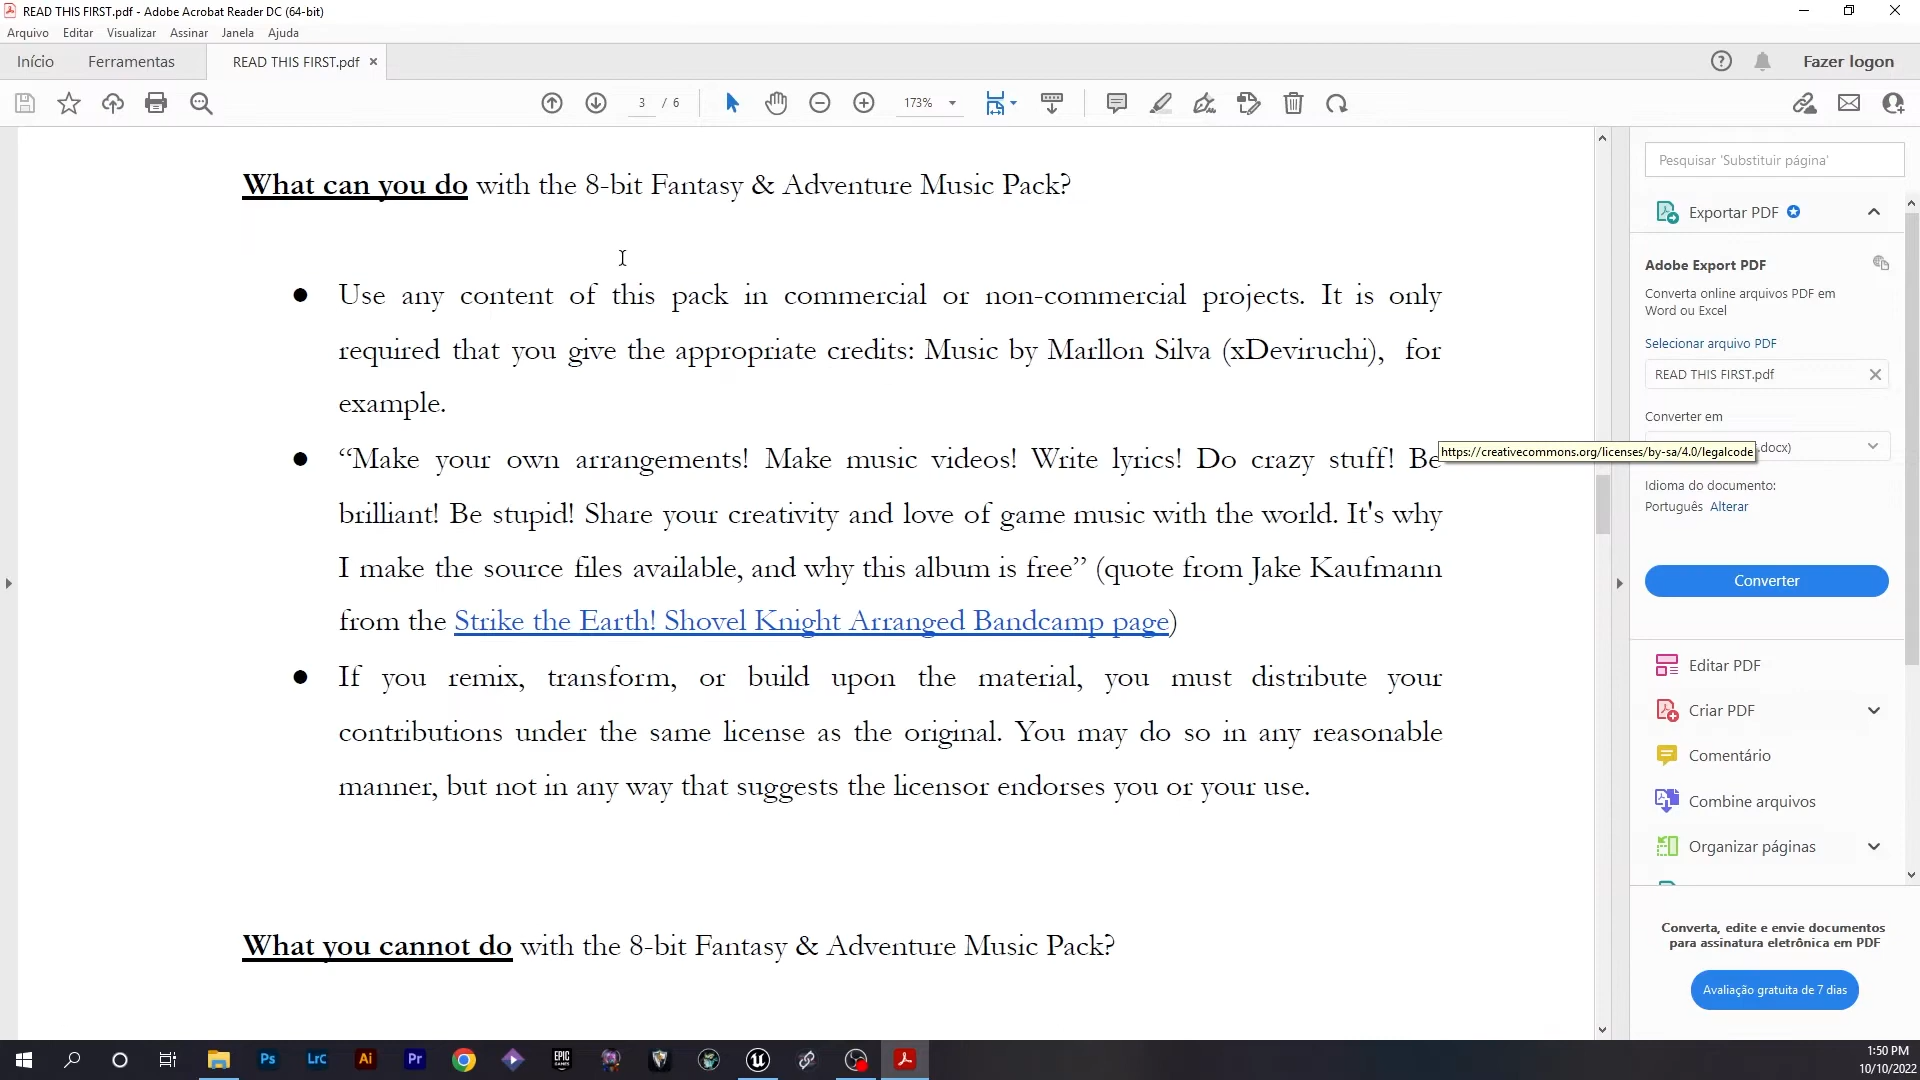 READ THIS FIRST.pdf - Adobe Acrobat Reader DC (64-bit)
Arquivo Editar Visualizar Assinar Janela Ajuda
Início Ferramentas READ THIS FIRST.pdf × Fazer logon
3 / 6 173%
What can you do with the 8-bit Fantasy & Adventure Music Pack?
● Use any content of this pack in commercial or non-commercial projects. It is only
required that you give the appropriate credits: Music by Marllon Silva (xDeviruchi), for
example.
● “Make your own arrangements! Make music videos! Write lyrics! Do crazy stuff! Be
brilliant! Be stupid! Share your creativity and love of game music with the world. It's why
I make the source files available, and why this album is free” (quote from Jake Kaufmann
from the Strike the Earth! Shovel Knight Arranged Bandcamp page)
● If you remix, transform, or build upon the material, you must distribute your
contributions under the same license as the original. You may do so in any reasonable
manner, but not in any way that suggests the licensor endorses you or your use.
What you cannot do with the 8-bit Fantasy & Adventure Music Pack?
Pesquisar 'Substituir página'
Exportar PDF
Adobe Export PDF
Converta online arquivos PDF em
Word ou Excel
Selecionar arquivo PDF
READ THIS FIRST.pdf
Converter em
https://creativecommons.org/licenses/by-sa/4.0/legalcode
.docx)
Idioma do documento:
Português Alterar
Converter
Editar PDF
Criar PDF
Comentário
Combine arquivos
Organizar páginas
Converta, edite e envie documentos
para assinatura eletrônica em PDF
Avaliação gratuita de 7 dias
Ps LrC Ai Pr EPIC GAMES
1:50 PM
10/10/2022